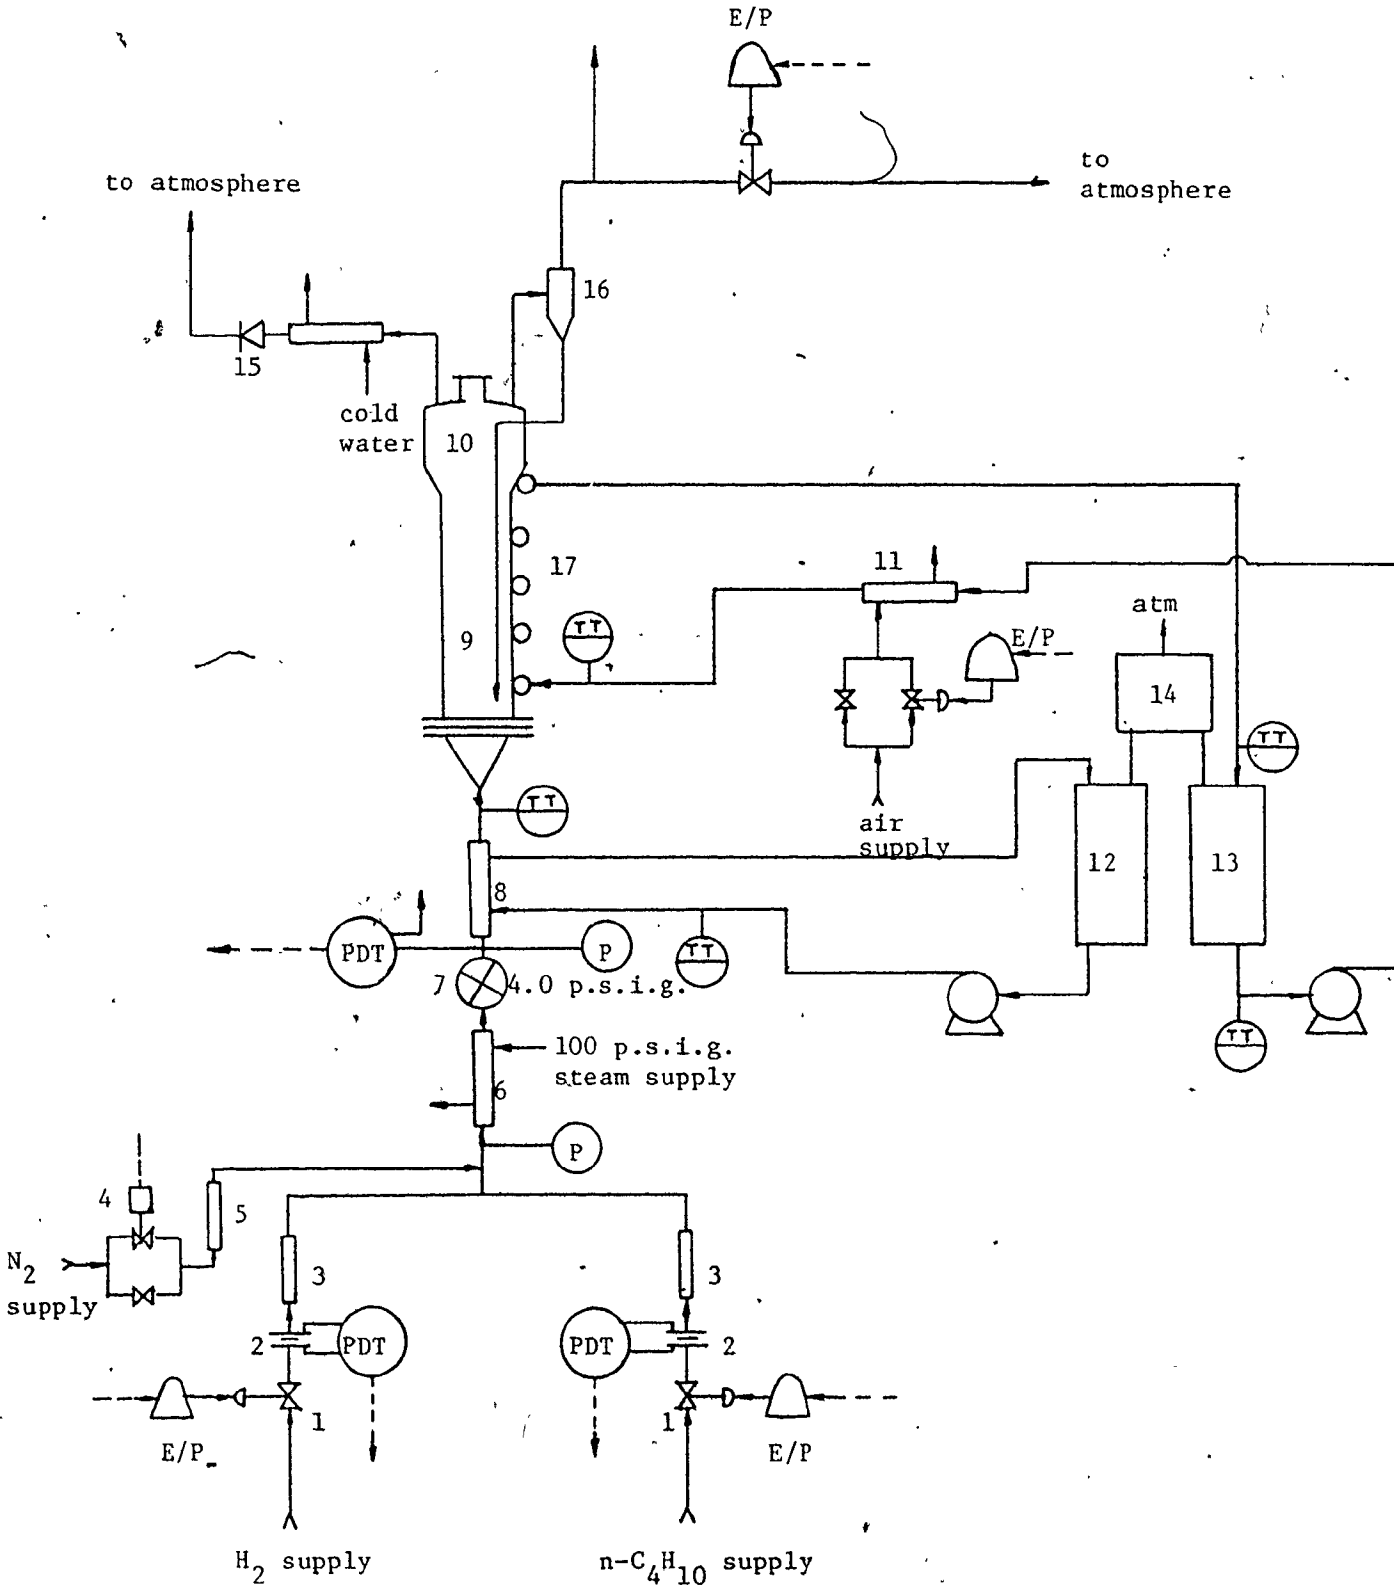 E/P
to
atmosphere
to atmosphere
16
15
cold
water
10
17
11
atm
TT
E/P
9
14
TT
TT
air
supply
12
13
8
TT
PDT
P
7
4.0 p.s.i.g.
TT
100 p.s.i.g.
steam supply
6
P
4
5
N2
supply
3
3
2
PDT
PDT
2
1
1
E/P
E/P
H2 supply
n-C4H10 supply